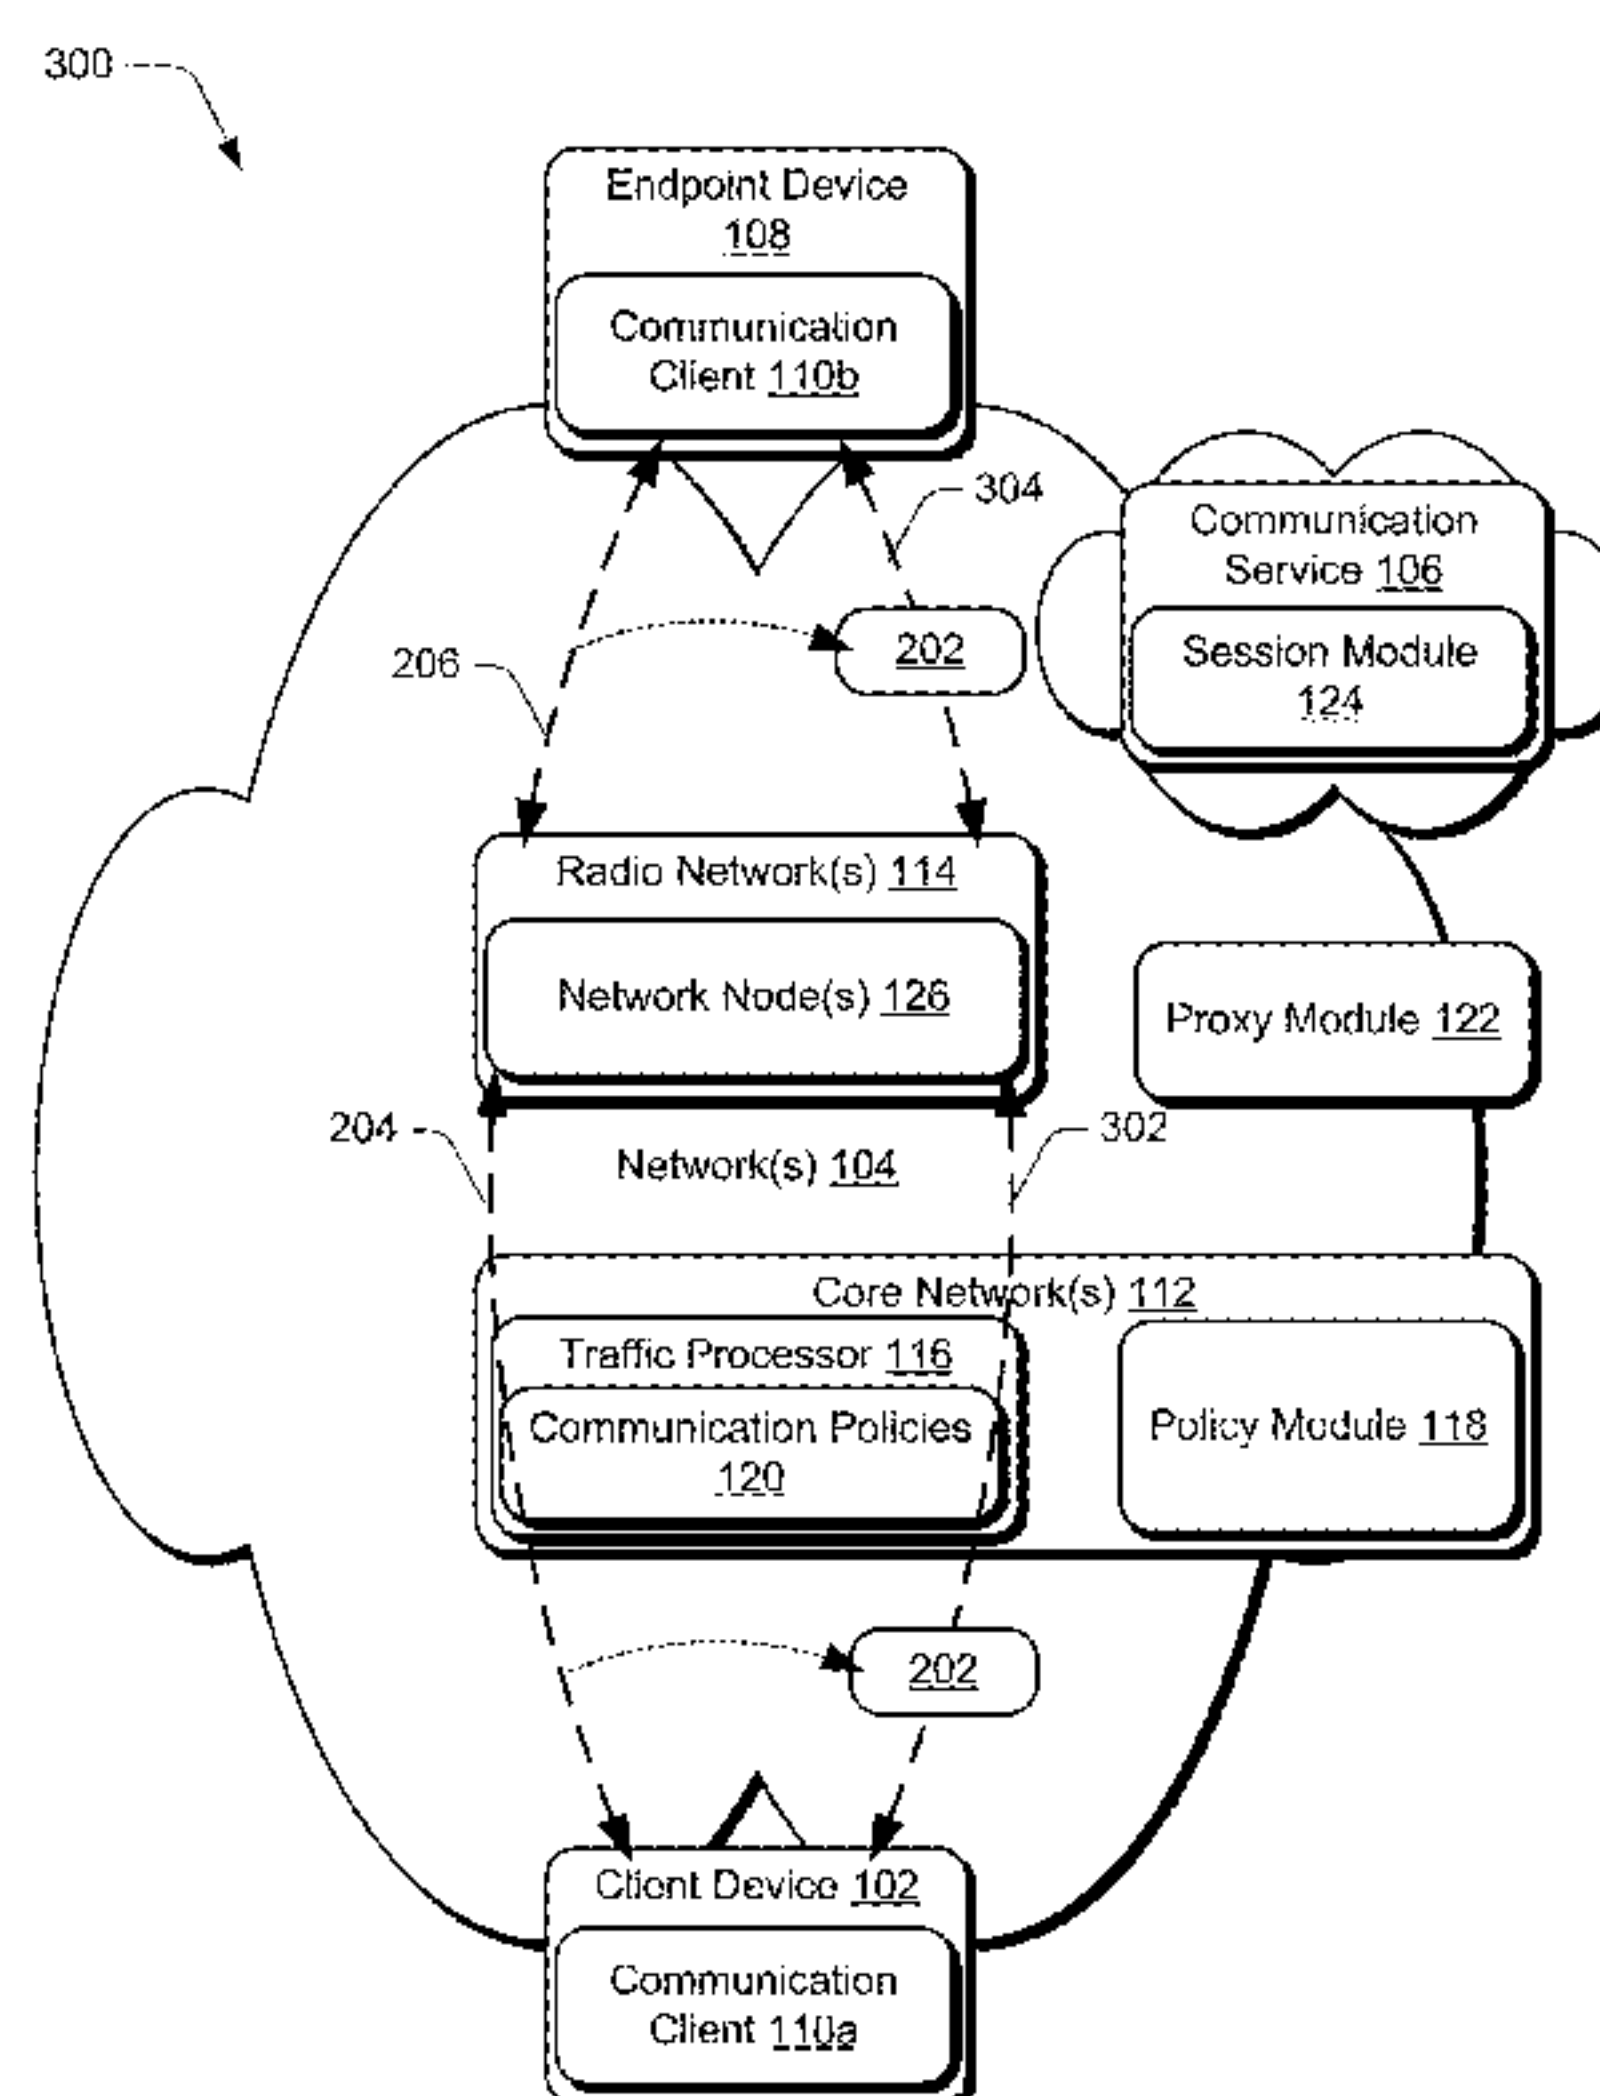 300
Endpoint Device
108
Communication
Client 110b
304
Communication
Service 106
202
Session Module
124
206
Radio Network(s) 114
Network Node(s) 126
Proxy Module 122
204
302
Network(s) 104
Core Network(s) 112
Traffic Processor 116
Communication Policies
120
Policy Module 118
202
Client Device 102
Communication
Client 110a